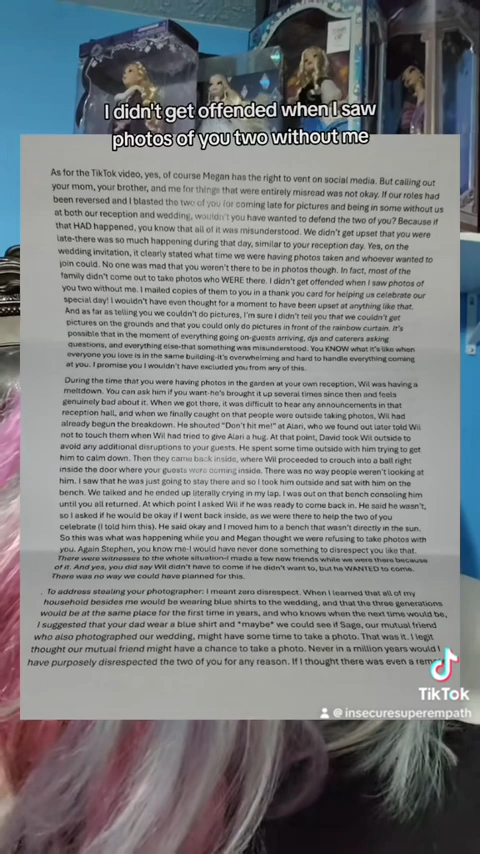 I didn't get offended when I saw
photos of you two without me
As for the TikTok video, yes, of course Megan has the right to vent on social media. But calling out
your mom, your brother, and me for things that were entirely misread was not okay. If our roles had
been reversed and I blasted the two of you for coming late for pictures and being in some without us
at both our reception and wedding, wouldn't you have wanted to defend the two of you? Because if
that HAD happened, you know that all of it was misunderstood. We didn't get upset that you were
late-there was so much happening during that day, similar to your reception day. Yes, on the
wedding invitation, it clearly stated what time we were having photos taken and whoever wanted to
join could. No one was mad that you weren't there to be in photos though. In fact, most of the
family didn't come out to take photos who WERE there. I didn't get offended when I saw photos of
you two without me. I mailed copies of them to you in a thank you card for helping us celebrate our
special day! I wouldn't have even thought for a moment to have been upset at anything like that.
And as far as telling you we couldn't do pictures, I'm sure I didn't tell you that we couldn't get
pictures on the grounds and that you could only do pictures in front of the rainbow curtain. It's
possible that in the moment of everything going on-guests arriving, djs and caterers asking
questions, and everything else-that something was misunderstood. You KNOW what it's like when
everyone you love is in the same building-it's overwhelming and hard to handle everything coming
at you. I promise you I wouldn't have excluded you from any of this.
During the time that you were having photos in the garden at your own reception, Wil was having a
meltdown. You can ask him if you want-he's brought it up several times since then and feels
genuinely bad about it. When we got there, it was difficult to hear any announcements in that
reception hall, and when we finally caught on that people were outside taking photos, Wil had
already begun the breakdown. He shouted "Don't hit me!" at Alari, who we found out later told Wil
not to touch them when Wil had tried to give Alari a hug. At that point, David took Wil outside to
avoid any additional disruptions to your guests. He spent some time outside with him trying to get
him to calm down. Then they came back inside, where Wil proceeded to crouch into a ball right
inside the door where your guests were coming inside. There was no way people weren't looking at
him. I saw that he was just going to stay there and so I took him outside and sat with him on the
bench. We talked and he ended up literally crying in my lap. I was out on that bench consoling him
until you all returned. At which point I asked Wil if he was ready to come back in. He said he wasn't,
so I asked if he would be okay if I went back inside, as we were there to help the two of you
celebrate (I told him this). He said okay and I moved him to a bench that wasn't directly in the sun.
So this was what was happening while you and Megan thought we were refusing to take photos with
you. Again Stephen, you know me-I would have never done something to disrespect you like that.
There were witnesses to the whole situation-I made a few new friends while we were there because
of it. And yes, you did say Wil didn't have to come if he didn't want to, but he WANTED to come.
There was no way we could have planned for this.
. To address stealing your photographer: I meant zero disrespect. When I learned that all of my
household besides me would be wearing blue shirts to the wedding, and that the three generations
would be at the same place for the first time in years, and who knows when the next time would be,
I suggested that your dad wear a blue shirt and *maybe* we could see if Sage, our mutual friend
who also photographed our wedding, might have some time to take a photo. That was it. I legit
thought our mutual friend might have a chance to take a photo. Never in a million years would I
have purposely disrespected the two of you for any reason. If I thought there was even a
TikTok
@insecuresuperempath